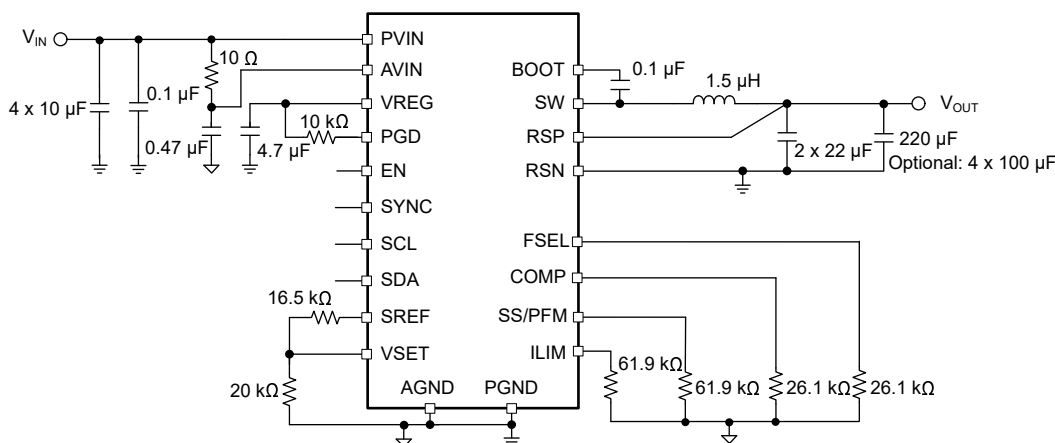 VIN
4 x 10 µF
0.1 µF
10 Ω
0.47 µF
4.7 µF
10 kΩ
16.5 kΩ
20 kΩ
PVIN
AVIN
VREG
PGD
EN
SYNC
SCL
SDA
SREF
VSET
AGND
PGND
BOOT
SW
RSP
RSN
FSEL
COMP
SS/PFM
ILIM
0.1 µF
1.5 µH
VOUT
2 x 22 µF
220 µF
Optional: 4 x 100 µF
61.9 kΩ
61.9 kΩ
26.1 kΩ
26.1 kΩ